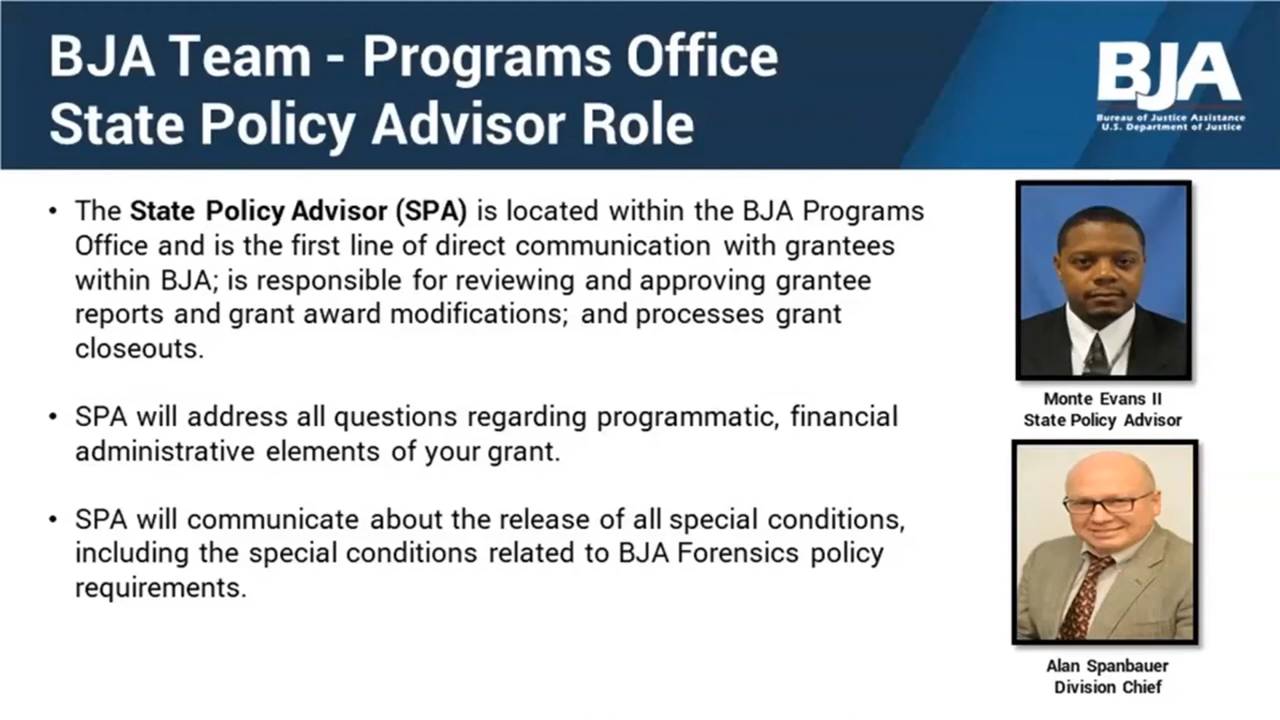 BJA Team - Programs Office
State Policy Advisor Role
BJA
Bureau of Justice Assistance
U.S. Department of Justice
• The State Policy Advisor (SPA) is located within the BJA Programs
Office and is the first line of direct communication with grantees
within BJA; is responsible for reviewing and approving grantee
reports and grant award modifications; and processes grant
closeouts.
• SPA will address all questions regarding programmatic, financial
administrative elements of your grant.
• SPA will communicate about the release of all special conditions,
including the special conditions related to BJA Forensics policy
requirements.
Monte Evans II
State Policy Advisor
Alan Spanbauer
Division Chief